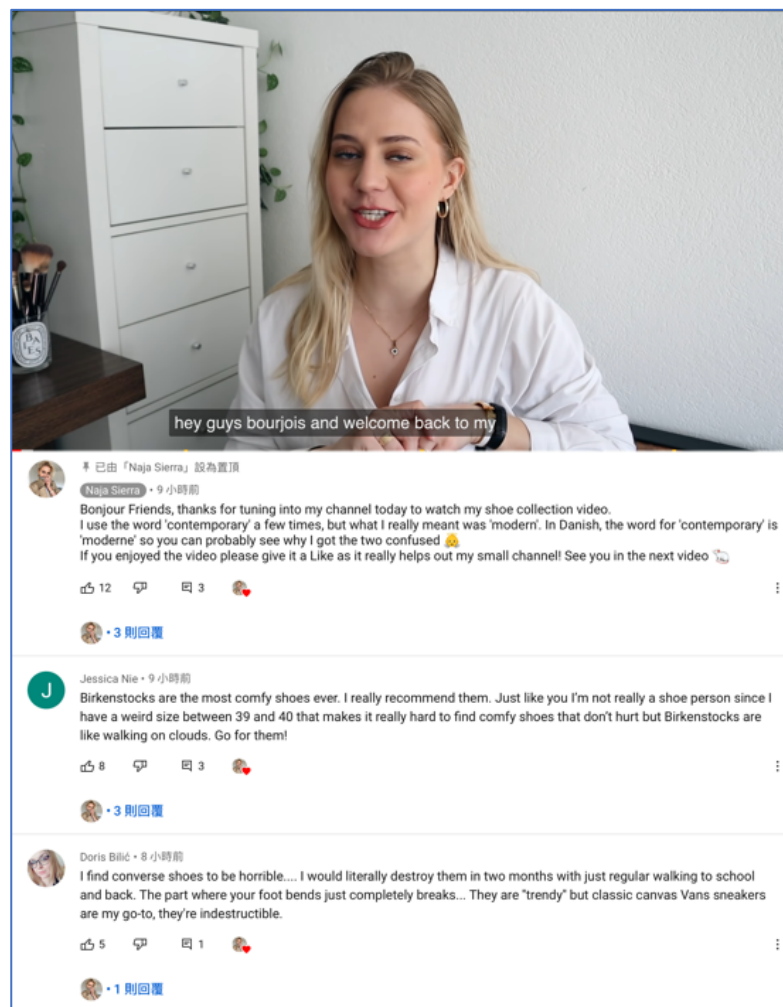 BA
IES
hey guys bourjois and welcome back to my
已由「Naja Sierra」設為置頂
Naja Sierra • 9 小時前
Bonjour Friends, thanks for tuning into my channel today to watch my shoe collection video.
I use the word 'contemporary' a few times, but what I really meant was 'modern'. In Danish, the word for 'contemporary' is
'moderne' so you can probably see why I got the two confused
If you enjoyed the video please give it a Like as it really helps out my small channel! See you in the next video
12 3
• 3 則回覆
J
Jessica Nie • 9 小時前
Birkenstocks are the most comfy shoes ever. I really recommend them. Just like you I'm not really a shoe person since I
have a weird size between 39 and 40 that makes it really hard to find comfy shoes that don't hurt but Birkenstocks are
like walking on clouds. Go for them!
8 3
• 3 則回覆
Doris Bilić • 8 小時前
I find converse shoes to be horrible.... I would literally destroy them in two months with just regular walking to school
and back. The part where your foot bends just completely breaks... They are "trendy" but classic canvas Vans sneakers
are my go-to, they're indestructible.
5 1
• 1 則回覆